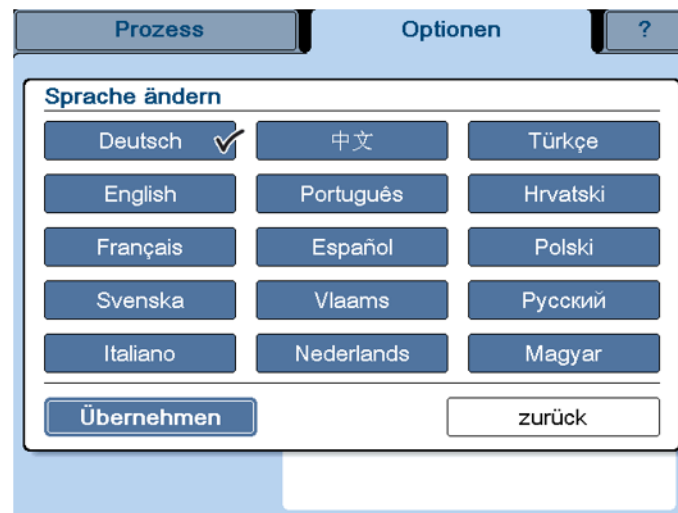 Prozess Optionen ?
Sprache ändern
Deutsch 中文 Türkçe
English Português Hrvatski
Français Español Polski
Svenska Vlaams Русский
Italiano Nederlands Magyar
Übernehmen zurück